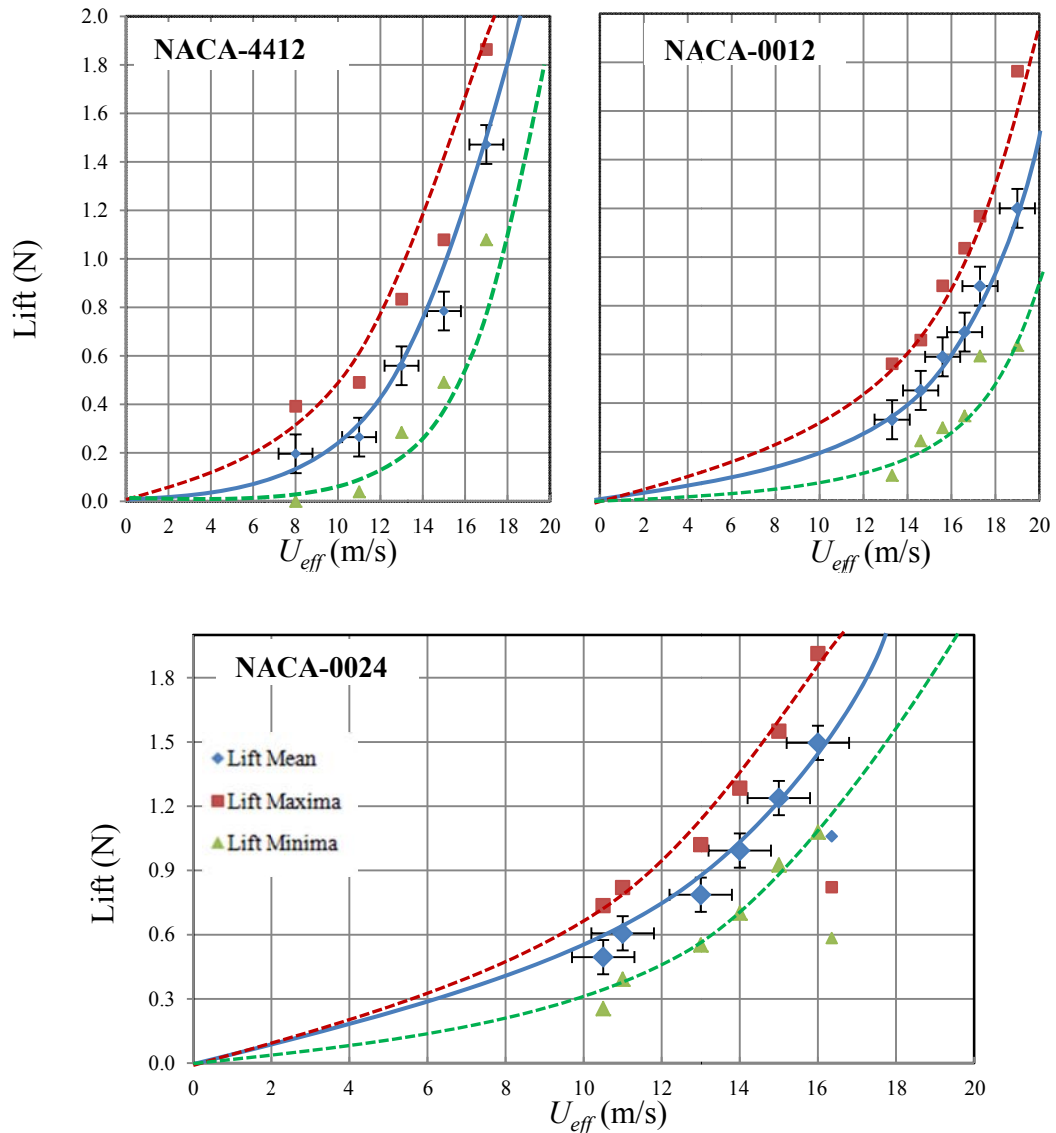 NACA-4412
2.0
1.8
1.6
1.4
1.2
1.0
0.8
0.6
0.4
0.2
0.0
0 2 4 6 8 10 12 14 16 18 20
Lift (N)
U_eff (m/s)
NACA-0012
0 2 4 6 8 10 12 14 16 18 20
U_eff (m/s)
NACA-0024
1.8
1.5
1.2
0.9
0.6
0.3
0.0
0 2 4 6 8 10 12 14 16 18 20
Lift (N)
U_eff (m/s)
Lift Mean
Lift Maxima
Lift Minima